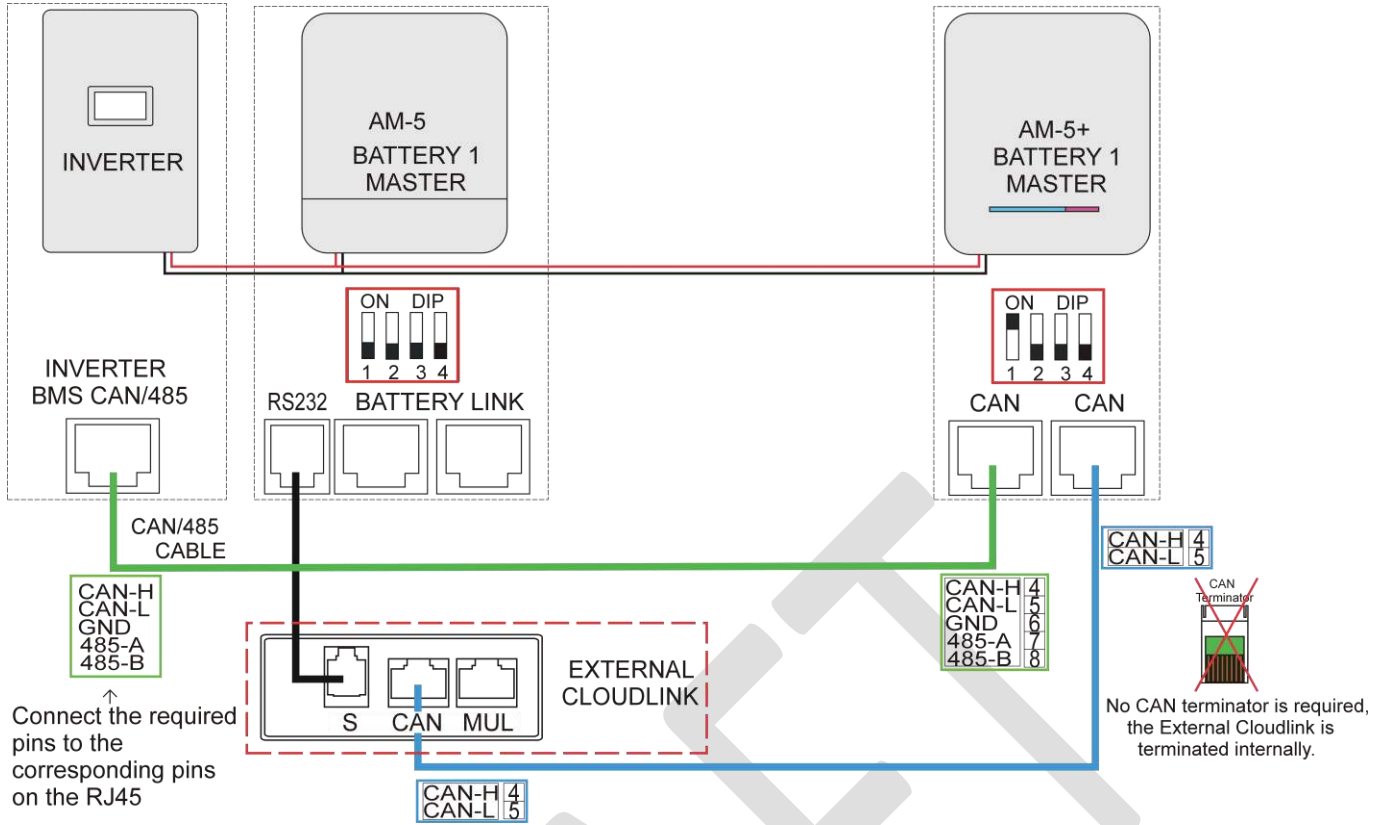 INVERTER
AM-5
BATTERY 1
MASTER
AM-5+
BATTERY 1
MASTER
ON DIP
1 2 3 4
ON DIP
1 2 3 4
INVERTER
BMS CAN/485
RS232
BATTERY LINK
CAN
CAN
CAN/485
CABLE
CAN-H
CAN-L
GND
485-A
485-B
Connect the required
pins to the
corresponding pins
on the RJ45
S CAN MUL
EXTERNAL
CLOUDLINK
CAN-H 4
CAN-L 5
CAN-H 4
CAN-L 5
GND 6
485-A 7
485-B 8
CAN-H 4
CAN-L 5
CAN
Terminator
No CAN terminator is required,
the External Cloudlink is
terminated internally.